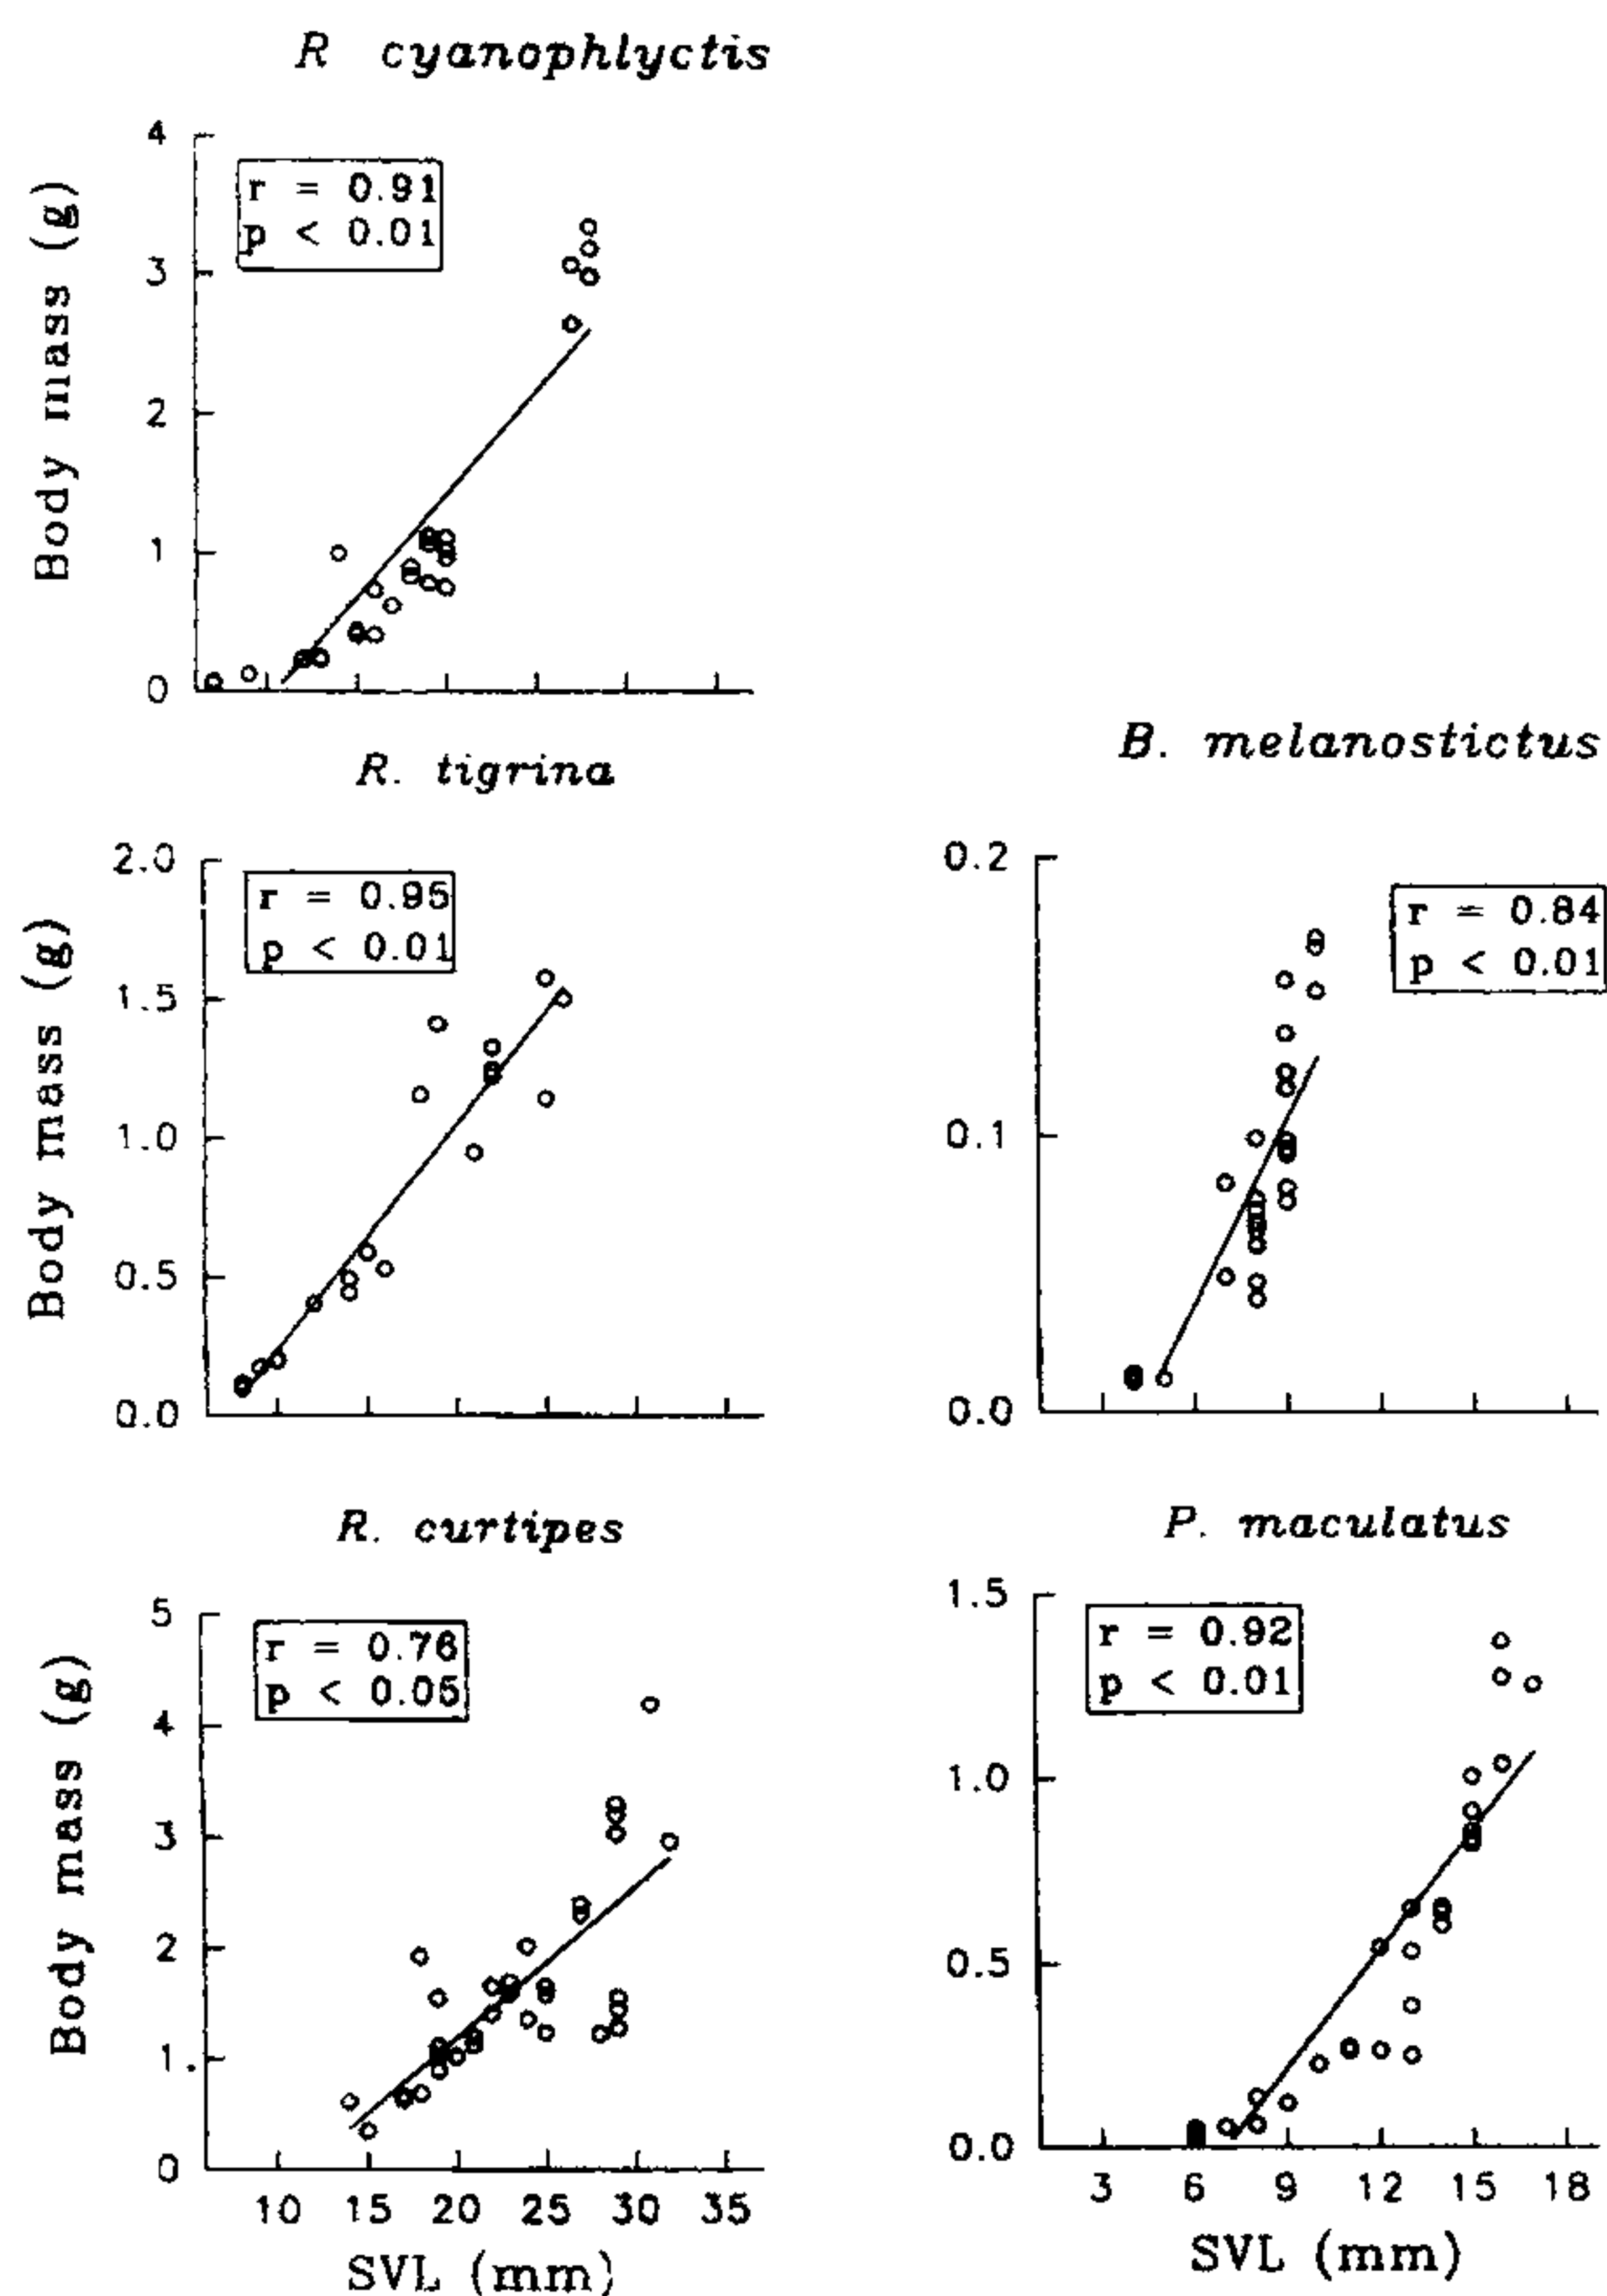 R cyanophlyctis
Body mass (g)
4
3
2
1
0
r = 0.91
p < 0.01
R. tigrina
Body mass (g)
2.0
1.5
1.0
0.5
0.0
r = 0.95
p < 0.01
B. melanostictus
0.2
0.1
0.0
r = 0.84
p < 0.01
R. curtipes
Body mass (g)
5
4
3
2
1.
0
r = 0.76
p < 0.05
10 15 20 25 30 35
SVL (mm)
P. maculatus
1.5
1.0
0.5
0.0
r = 0.92
p < 0.01
3 6 9 12 15 18
SVL (mm)